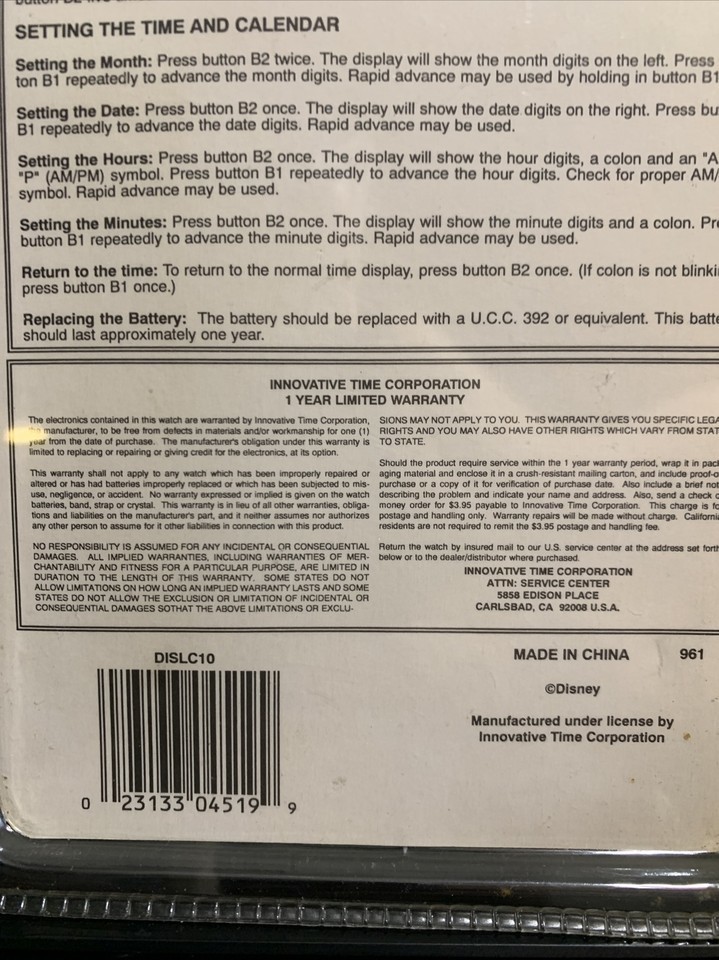 SETTING THE TIME AND CALENDAR
Setting the Month: Press button B2 twice. The display will show the month digits on the left. Press
ton B1 repeatedly to advance the month digits. Rapid advance may be used by holding in button B1
Setting the Date: Press button B2 once. The display will show the date digits on the right. Press bu
B1 repeatedly to advance the date digits. Rapid advance may be used.
Setting the Hours: Press button B2 once. The display will show the hour digits, a colon and an "A
"P" (AM/PM) symbol. Press button B1 repeatedly to advance the hour digits. Check for proper AM/
symbol. Rapid advance may be used.
Setting the Minutes: Press button B2 once. The display will show the minute digits and a colon. Pre
button B1 repeatedly to advance the minute digits. Rapid advance may be used.
Return to the time: To return to the normal time display, press button B2 once. (If colon is not blinki
press button B1 once.)
Replacing the Battery: The battery should be replaced with a U.C.C. 392 or equivalent. This batte
should last approximately one year.
INNOVATIVE TIME CORPORATION
1 YEAR LIMITED WARRANTY
The electronics contained in this watch are warranted by Innovative Time Corporation,
the manufacturer, to be free from defects in materials and/or workmanship for one (1)
year from the date of purchase. The manufacturer's obligation under this warranty is
limited to replacing or repairing or giving credit for the electronics, at its option.
This warranty shall not apply to any watch which has been improperly repaired or
altered or has had batteries improperly replaced or which has been subjected to mis-
use, negligence, or accident. No warranty expressed or implied is given on the watch
batteries, band, strap or crystal. This warranty is in lieu of all other warranties, obliga-
tions and liabilities on the manufacturer's part, and it neither assumes nor authorizes
any other person to assume for it other liabilities in connection with this product.
NO RESPONSIBILITY IS ASSUMED FOR ANY INCIDENTAL OR CONSEQUENTIAL
DAMAGES. ALL IMPLIED WARRANTIES, INCLUDING WARRANTIES OF MER-
CHANTABILITY AND FITNESS FOR A PARTICULAR PURPOSE, ARE LIMITED IN
DURATION TO THE LENGTH OF THIS WARRANTY. SOME STATES DO NOT
ALLOW LIMITATIONS ON HOW LONG AN IMPLIED WARRANTY LASTS AND SOME
STATES DO NOT ALLOW THE EXCLUSION OR LIMITATION OF INCIDENTAL OR
CONSEQUENTIAL DAMAGES SOTHAT THE ABOVE LIMITATIONS OR EXCLU-
SIONS MAY NOT APPLY TO YOU. THIS WARRANTY GIVES YOU SPECIFIC LEGA
RIGHTS AND YOU MAY ALSO HAVE OTHER RIGHTS WHICH VARY FROM STAT
TO STATE.
Should the product require service within the 1 year warranty period, wrap it in pac
aging material and enclose it in a crush-resistant mailing carton, and include proof-o
purchase or a copy of it for verification of purchase date. Also include a brief not
describing the problem and indicate your name and address. Also, send a check o
money order for $3.95 payable to Innovative Time Corporation. This charge is fo
postage and handling only. Warranty repairs will be made without charge. California
residents are not required to remit the $3.95 postage and handling fee.
Return the watch by insured mail to our U.S. service center at the address set forth
below or to the dealer/distributor where purchased.
INNOVATIVE TIME CORPORATION
ATTN: SERVICE CENTER
5858 EDISON PLACE
CARLSBAD, CA 92008 U.S.A.
DISLC10
0 23133 04519 9
MADE IN CHINA 961
©Disney
Manufactured under license by
Innovative Time Corporation